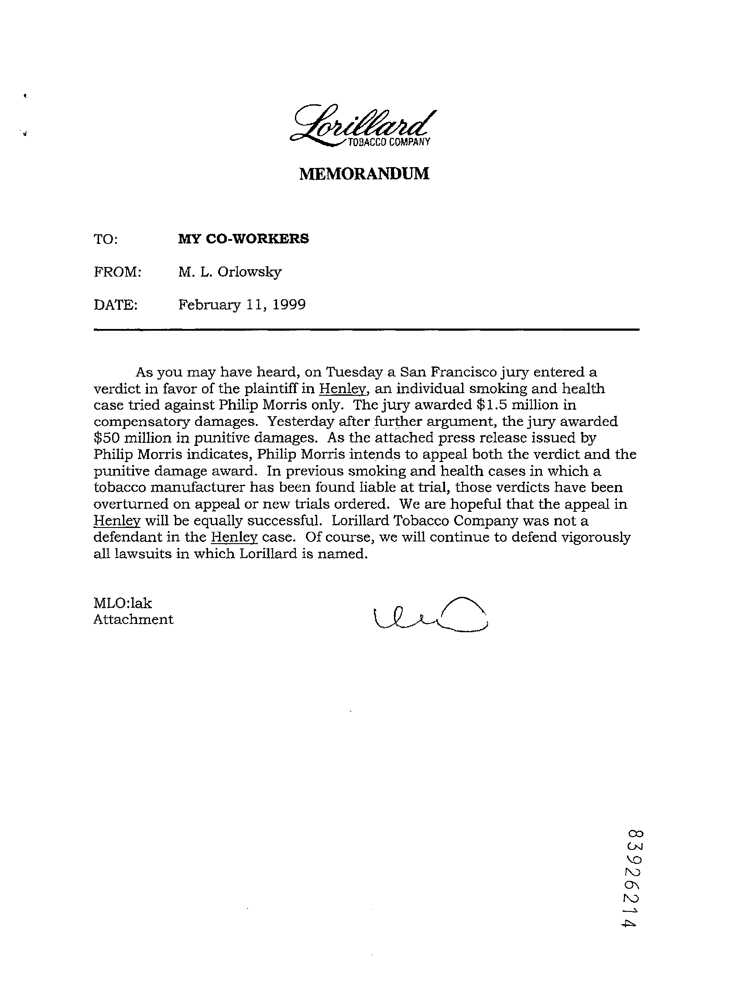 Lorillard
TOBACCO COMPANY
MEMORANDUM
TO: MY CO-WORKERS
FROM: M. L. Orlowsky
DATE: February 11, 1999
As you may have heard, on Tuesday a San Francisco jury entered a
verdict in favor of the plaintiff in Henley, an individual smoking and health
case tried against Philip Morris only. The jury awarded $1.5 million in
compensatory damages. Yesterday after further argument, the jury awarded
$50 million in punitive damages. As the attached press release issued by
Philip Morris indicates, Philip Morris intends to appeal both the verdict and the
punitive damage award. In previous smoking and health cases in which a
tobacco manufacturer has been found liable at trial, those verdicts have been
overturned on appeal or new trials ordered. We are hopeful that the appeal in
Henley will be equally successful. Lorillard Tobacco Company was not a
defendant in the Henley case. Of course, we will continue to defend vigorously
all lawsuits in which Lorillard is named.
MLO:lak
Attachment
83926214